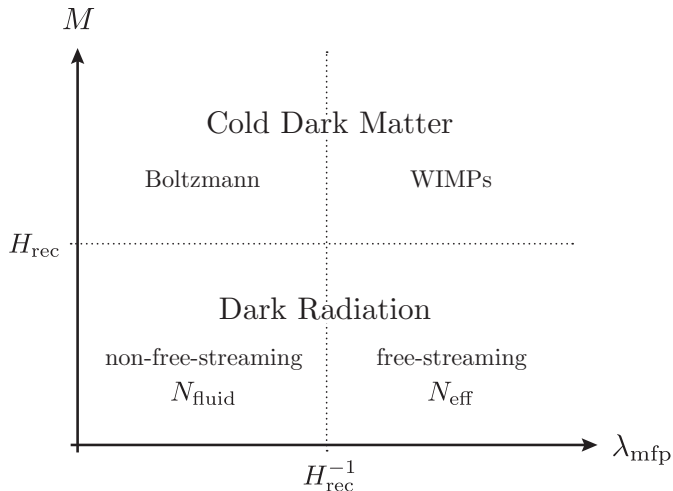 M
Cold Dark Matter
Boltzmann WIMPs
H_rec
Dark Radiation
non-free-streaming free-streaming
N_fluid N_eff
λ_mfp
H_rec^{-1}